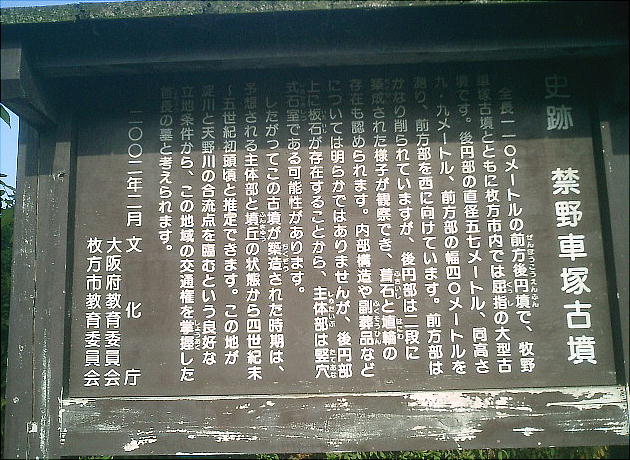 史跡 禁野車塚古墳
全長一一〇メートルの前方後円墳で、牧野
車塚古墳とともに枚方市内では屈指の大型古
墳です。後円部の直径五七メートル、同高さ
九・九メートル、前方部の幅四〇メートルを
測り、前方部を西に向けています。前方部は
かなり削られていますが、後円部は二段に
築成された様子が観察でき、葺石と埴輪の
存在も認められます。内部構造や副葬品など
については明らかではありませんが、後円部
上に板石が存在することから、主体部は竪穴
式石室である可能性があります。
したがってこの古墳が築造された時期は、
予想される主体部と墳丘の状態から四世紀末
~五世紀初頭頃と推定できます。この地が
淀川と天野川の合流点を臨むという良好な
立地条件から、この地域の交通権を掌握した
首長の墓と考えられます。
二〇〇二年二月 文化庁
大阪府教育委員会
枚方市教育委員会